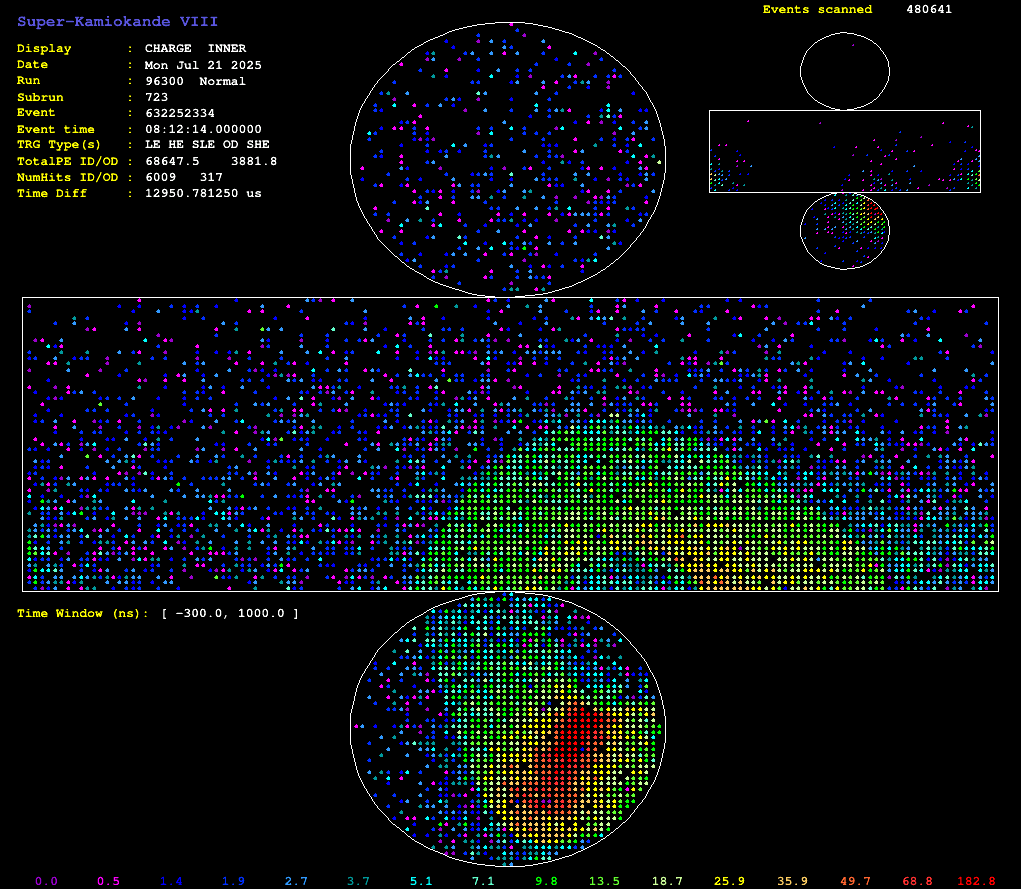 Super-Kamiokande VIII
Events scanned 480641
Display : CHARGE INNER
Date : Mon Jul 21 2025
Run : 96300 Normal
Subrun : 723
Event : 632252334
Event time : 08:12:14.000000
TRG Type(s) : LE HE SLE OD SHE
TotalPE ID/OD : 68647.5 3881.8
NumHits ID/OD : 6009 317
Time Diff : 12950.781250 us
Time Window (ns): [ -300.0, 1000.0 ]
0.0 0.5 1.4 1.9 2.7 3.7 5.1 7.1 9.8 13.5 18.7 25.9 35.9 49.7 68.8 182.8